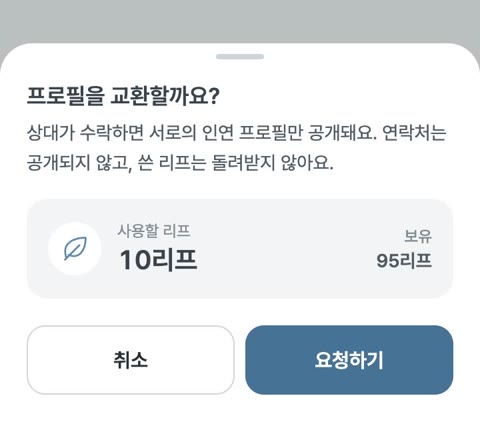 프로필을 교환할까요?
상대가 수락하면 서로의 인연 프로필만 공개돼요. 연락처는
공개되지 않고, 쓴 리프는 돌려받지 않아요.
사용할 리프
10리프
보유
95리프
취소
요청하기